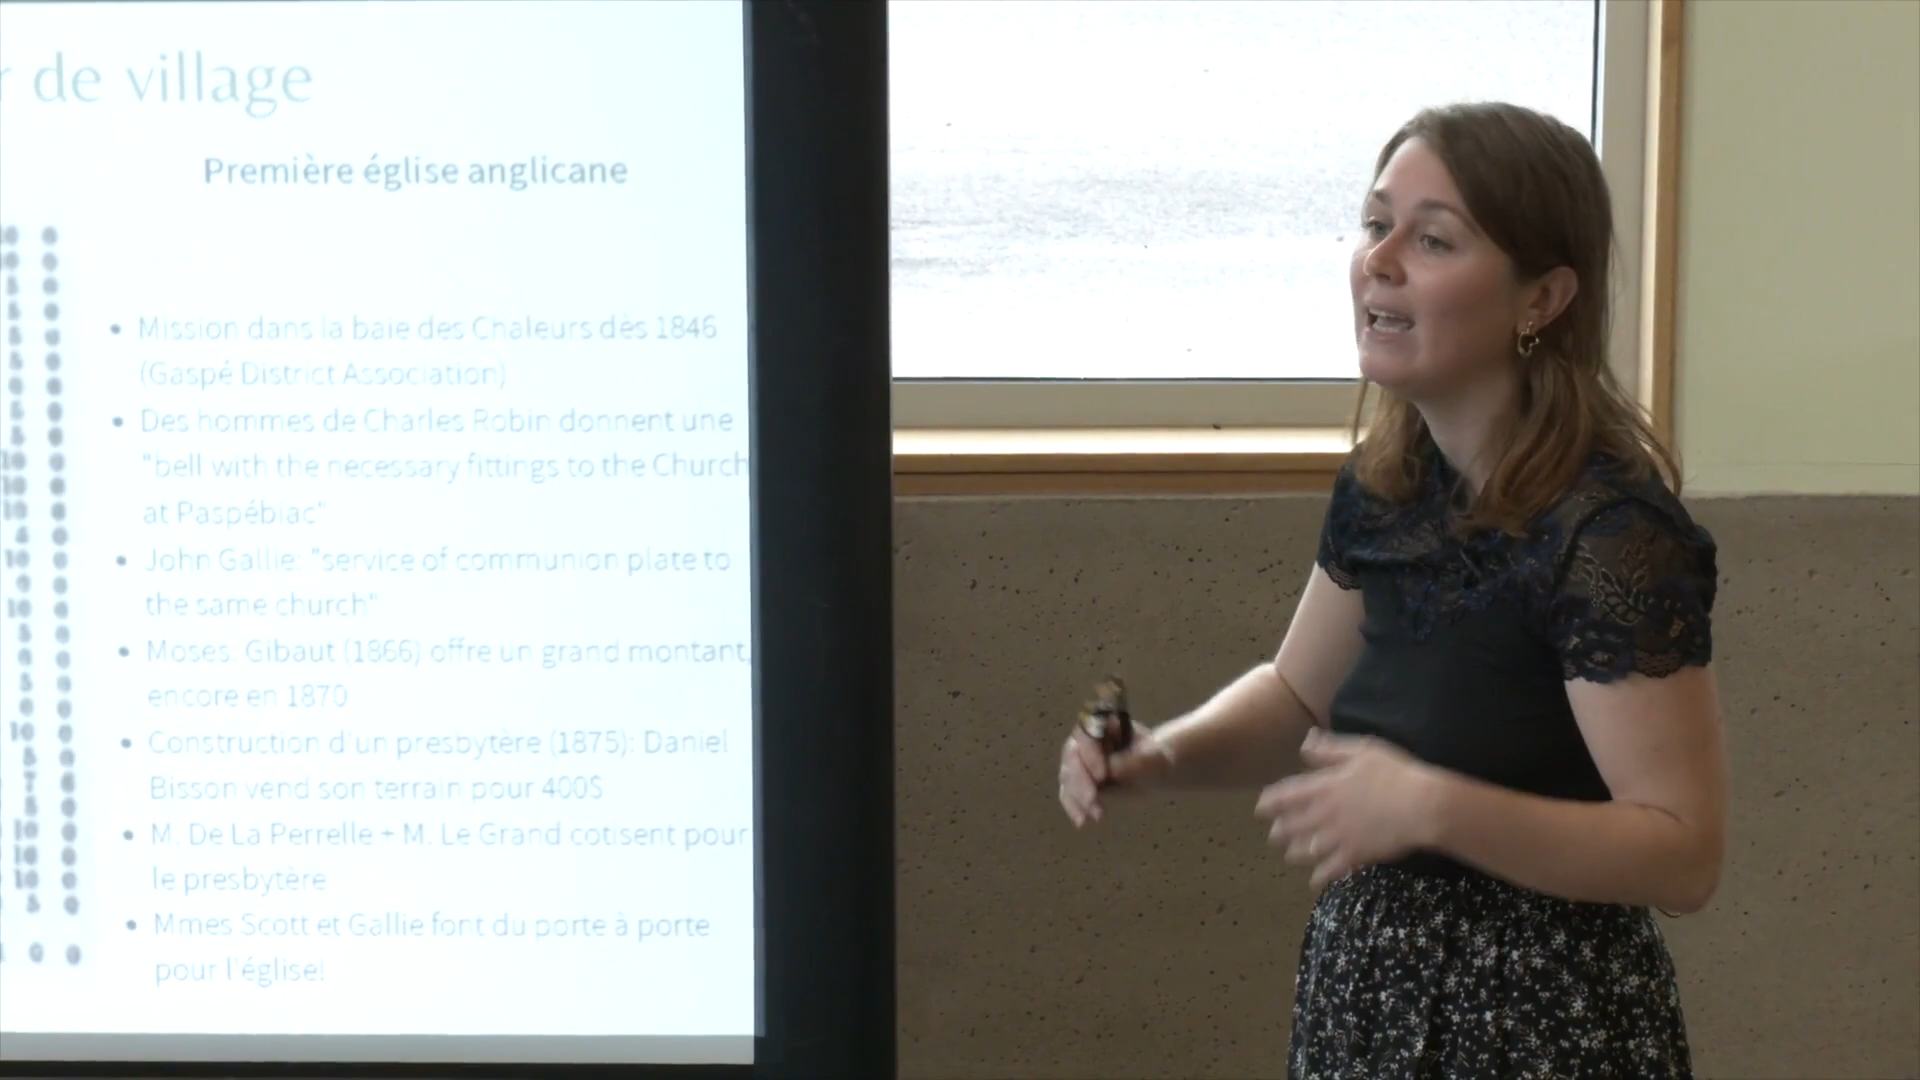 de village
Première église anglicane
• Mission dans la baie des Chaleurs dès 1846
(Gaspé District Association)
• Des hommes de Charles Robin donnent une
"bell with the necessary fittings to the Church
at Paspébiac"
• John Gallie: "service of communion plate to
the same church"
• Moses. Gibaut (1866) offre un grand montant,
encore en 1870
• Construction d'un presbytère (1875): Daniel
Bisson vend son terrain pour 400$
• M. De La Perrelle + M. Le Grand cotisent pour
le presbytère
• Mmes Scott et Gallie font du porte à porte
pour l'église!